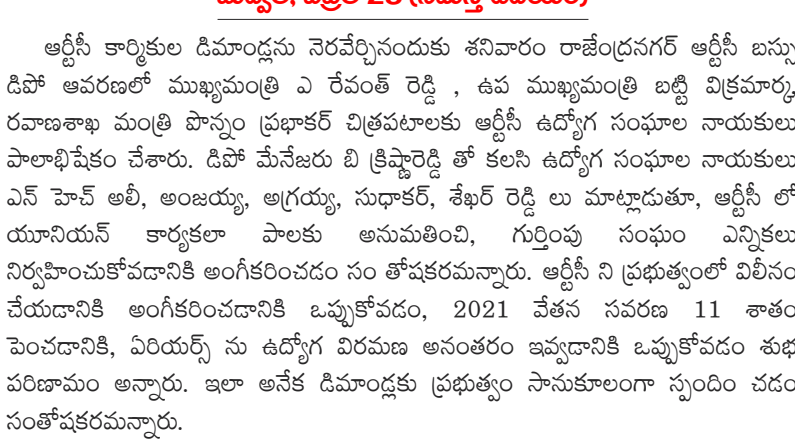 ఆర్టీసీ కార్మికుల డిమాండ్లను నెరవేర్చినందుకు శనివారం రాజేంద్రనగర్ ఆర్టీసీ బస్సు
డిపో ఆవరణలో ముఖ్యమంత్రి ఎ రేవంత్ రెడ్డి , ఉప ముఖ్యమంత్రి బట్టి విక్రమార్క,
రవాణశాఖ మంత్రి పొన్నం ప్రభాకర్ చిత్రపటాలకు ఆర్టీసీ ఉద్యోగ సంఘాల నాయకులు
పాలాభిషేకం చేశారు. డిపో మేనేజరు బి క్రిష్ణారెడ్డి తో కలసి ఉద్యోగ సంఘాల నాయకులు
ఎన్ హెచ్ అలీ, అంజయ్య, అగ్రయ్య, సుధాకర్, శేఖర్ రెడ్డి లు మాట్లాడుతూ, ఆర్టీసీ లో
యూనియన్ కార్యకలా పాలకు అనుమతించి, గుర్తింపు సంఘం ఎన్నికలు
నిర్వహించుకోవడానికి అంగీకరించడం సం తోషకరమన్నారు. ఆర్టీసీ ని ప్రభుత్వంలో విలీనం
చేయడానికి అంగీకరించడానికి ఒప్పుకోవడం, 2021 వేతన సవరణ 11 శాతం
పెంచడానికి, ఏరియర్స్ ను ఉద్యోగ విరమణ అనంతరం ఇవ్వడానికి ఒప్పుకోవడం శుభ
పరిణామం అన్నారు. ఇలా అనేక డిమాండ్లకు ప్రభుత్వం సానుకూలంగా స్పందిం చడం
సంతోషకరమన్నారు.